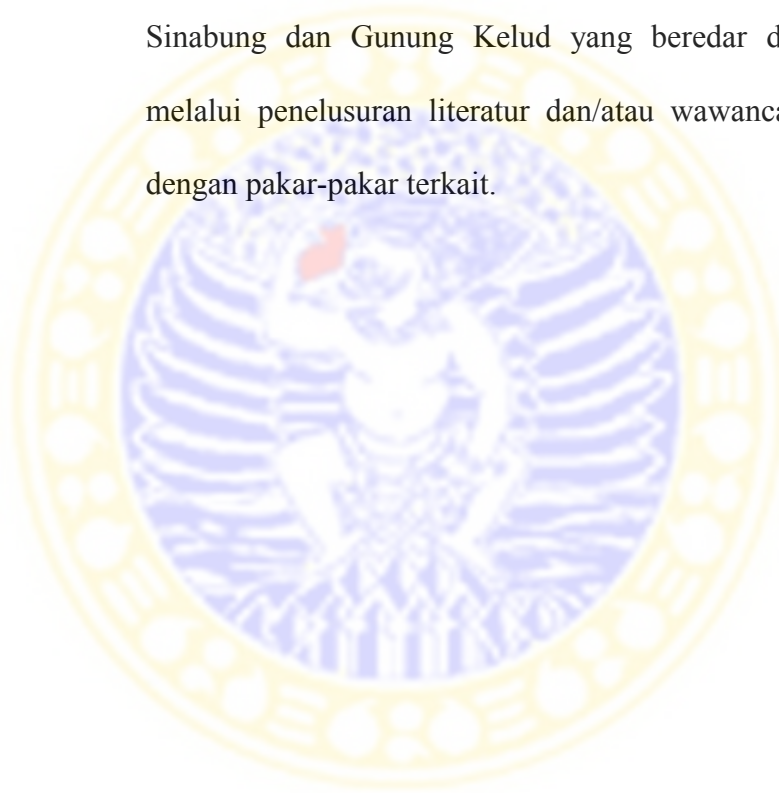 Sinabung dan Gunung Kelud yang beredar d
melalui penelusuran literatur dan/atau wawanca
dengan pakar-pakar terkait.